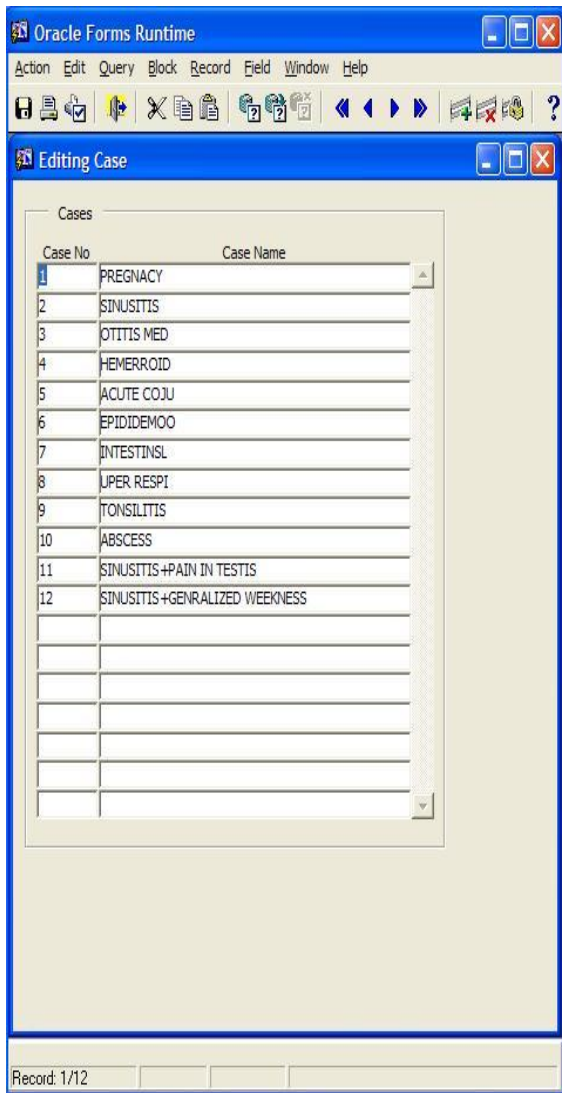 Oracle Forms Runtime
Action Edit Query Block Record Field Window Help
Editing Case
Cases
Case No Case Name
1 PREGNACY
2 SINUSITIS
3 OTITIS MED
4 HEMERROID
5 ACUTE COJU
6 EPIDIDEMOO
7 INTESTINSL
8 UPER RESPI
9 TONSILITIS
10 ABSCESS
11 SINUSITIS+PAIN IN TESTIS
12 SINUSITIS+GENRALIZED WEEKNESS
Record: 1/12